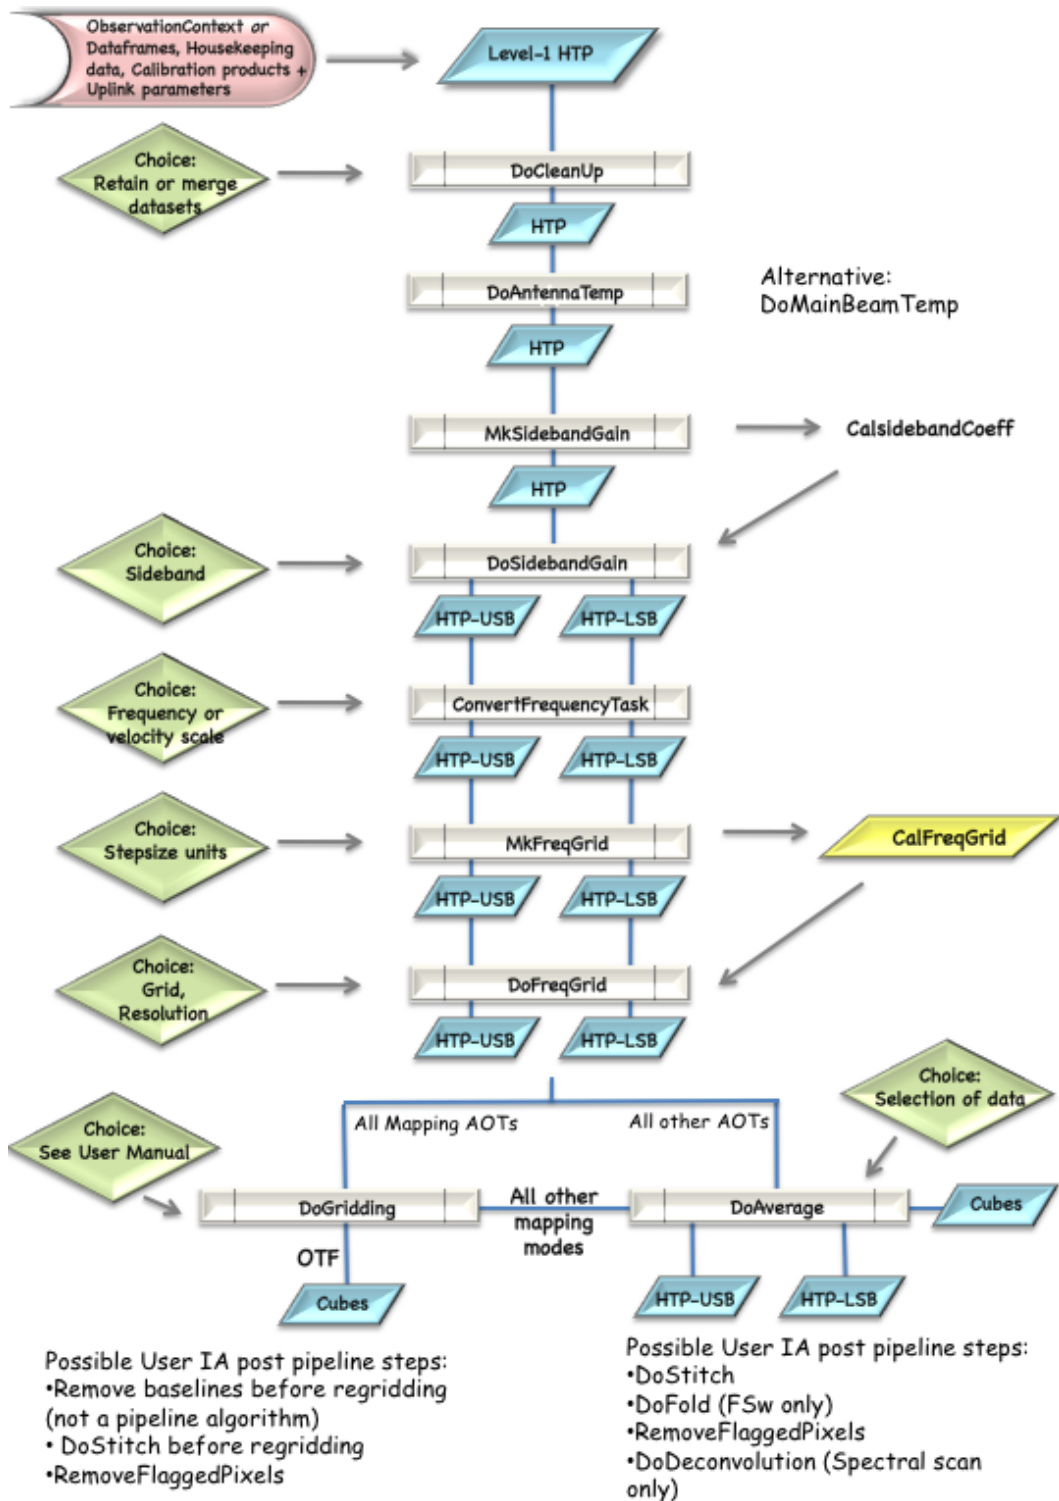 ObservationContext or
Dataframes, Housekeeping
data, Calibration products +
Uplink parameters
Level-1 HTP
Choice:
Retain or merge
datasets
DoCleanUp
HTP
DoAntennaTemp
Alternative:
DoMainBeamTemp
HTP
MkSidebandGain
CalsidebandCoeff
HTP
Choice:
Sideband
DoSidebandGain
HTP-USB
HTP-LSB
Choice:
Frequency or
velocity scale
ConvertFrequencyTask
HTP-USB
HTP-LSB
Choice:
Stepsize units
MkFreqGrid
CalFreqGrid
HTP-USB
HTP-LSB
Choice:
Grid,
Resolution
DoFreqGrid
HTP-USB
HTP-LSB
Choice:
Selection of data
All Mapping AOTs
All other AOTs
Choice:
See User Manual
DoGridding
All other
mapping
modes
DoAverage
Cubes
OTF
Cubes
HTP-USB
HTP-LSB
Possible User IA post pipeline steps:
•Remove baselines before regridding
(not a pipeline algorithm)
• DoStitch before regridding
•RemoveFlaggedPixels
Possible User IA post pipeline steps:
•DoStitch
•DoFold (FSw only)
•RemoveFlaggedPixels
•DoDeconvolution (Spectral scan
only)